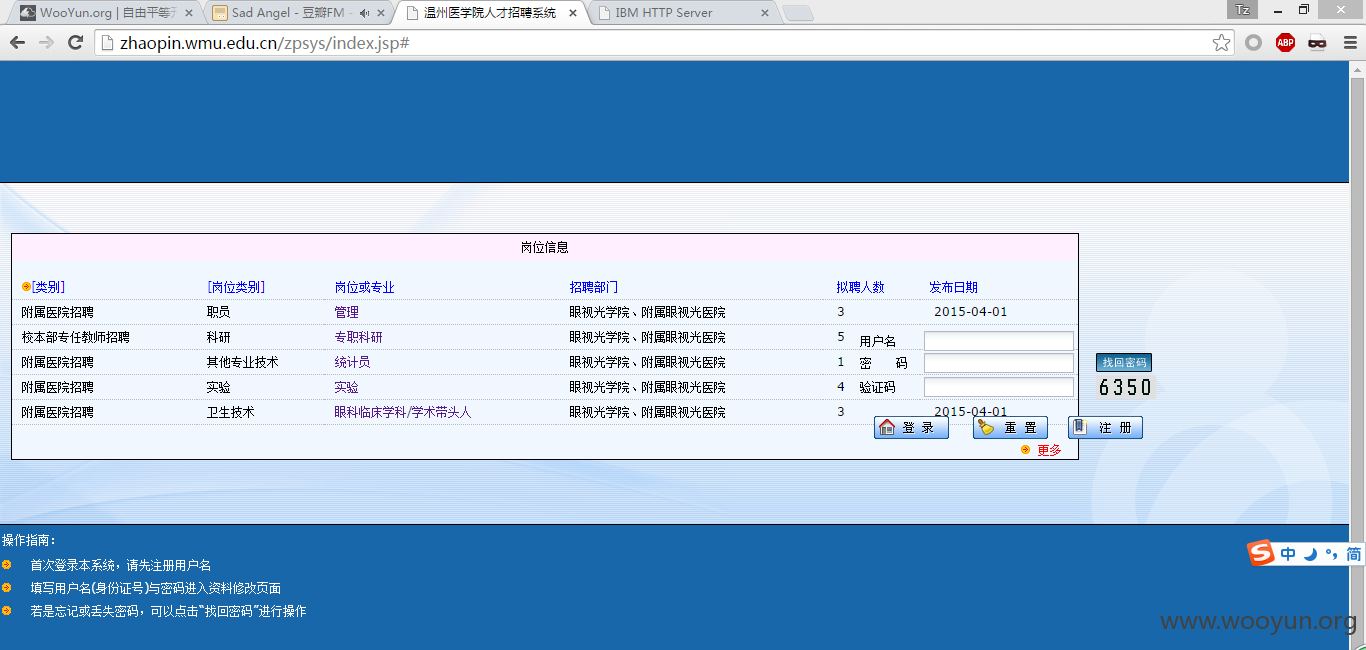 WooYun.org | 自由平等 Sad Angel - 豆瓣FM - 温州医学院人才招聘系统 IBM HTTP Server Tz
zhaopin.wmu.edu.cn/zpsys/index.jsp# ABP
岗位信息
[类别] [岗位类别] 岗位或专业 招聘部门 拟聘人数 发布日期
附属医院招聘 职员 管理 眼视光学院、附属眼视光医院 3 2015-04-01
校本部专任教师招聘 科研 专职科研 眼视光学院、附属眼视光医院 5 用户名
附属医院招聘 其他专业技术 统计员 眼视光学院、附属眼视光医院 1 密 码 找回密码
附属医院招聘 实验 实验 眼视光学院、附属眼视光医院 4 验证码 6350
附属医院招聘 卫生技术 眼科临床学科/学术带头人 眼视光学院、附属眼视光医院 3 2015-04-01
登 录 重 置 注 册
更多
操作指南:
首次登录本系统，请先注册用户名
填写用户名(身份证号)与密码进入资料修改页面
若是忘记或丢失密码，可以点击“找回密码”进行操作
S 中 °, 简
www.wooyun.org